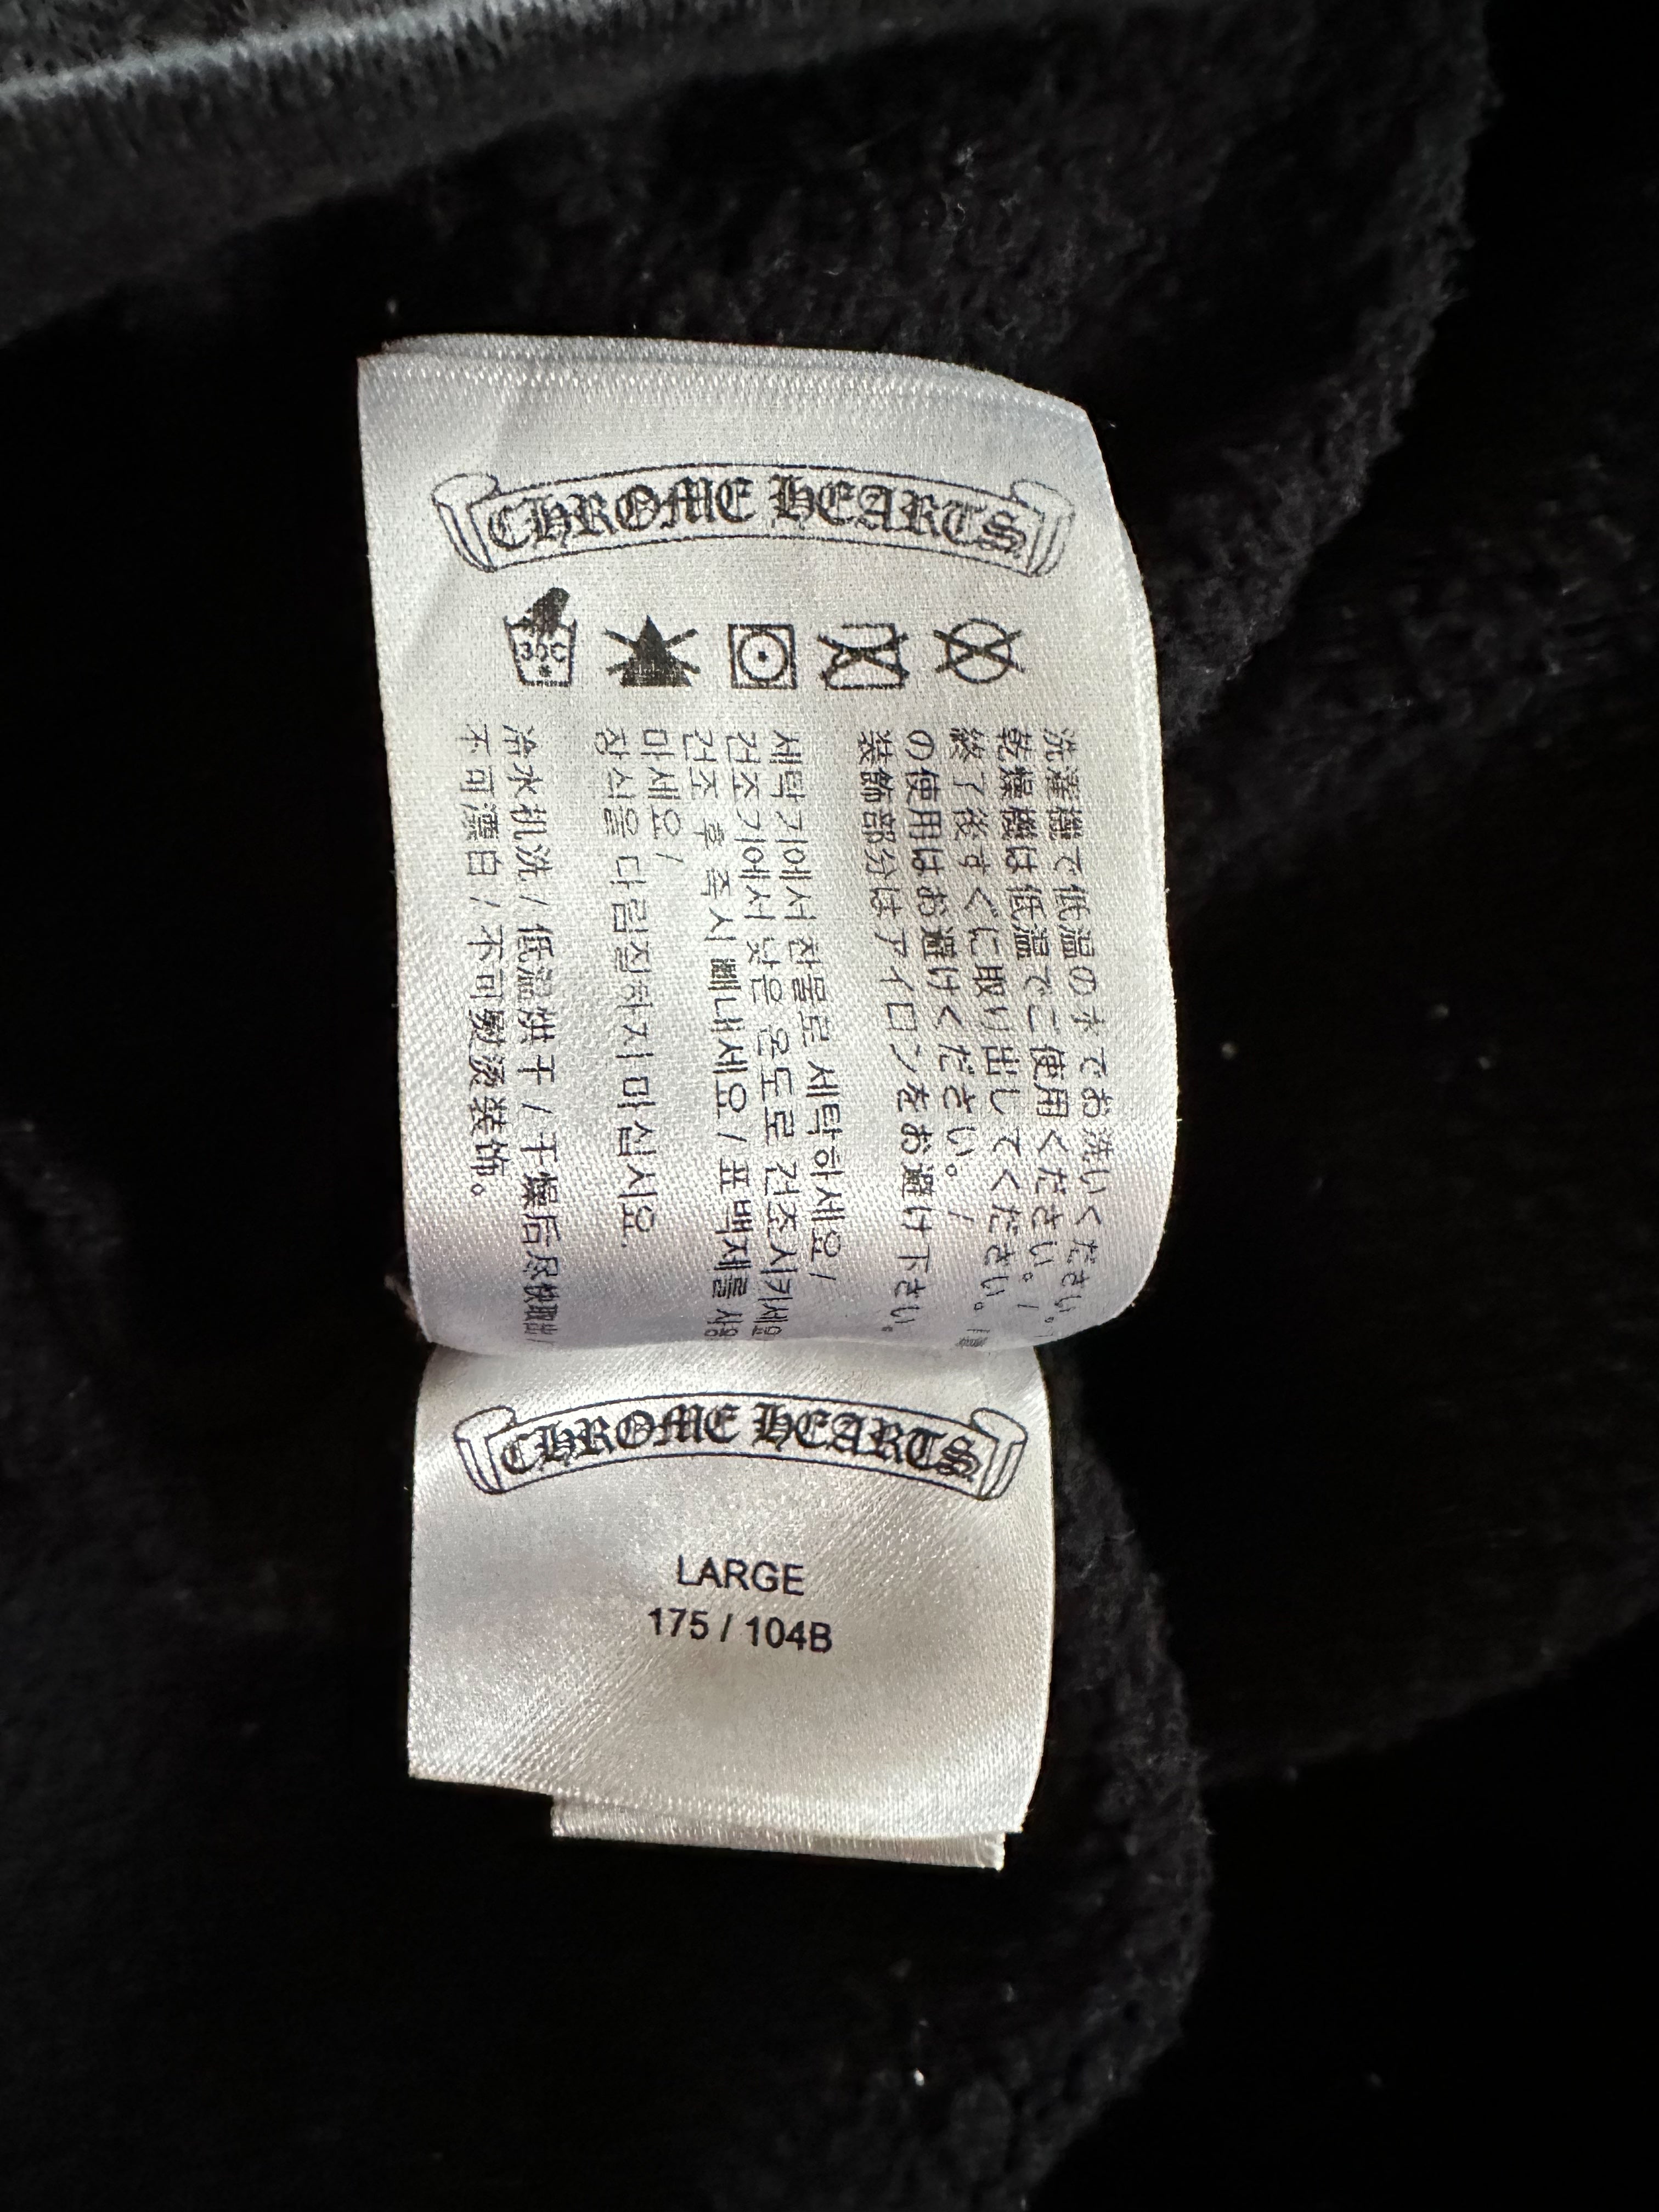 CHROME HEARTS
30C
洗濯機で低温の水でお洗いください。/
乾燥機は低温でご使用ください。/
終了後すぐに取り出してください。/漂
の使用はお避けください。/
装飾部分はアイロンをお避け下さい。
세탁기에서 찬물로 세탁하세요/
건조기에서 낮은 온도로 건조시키세요
건조 후 즉시 빼내세요 / 표백제를 사용
마세요 /
장식물 다림질하지 마십시요.
冷水机洗 / 低温烘干 / 干燥后尽快取出 /
不可漂白 / 不可熨烫装饰。
CHROME HEARTS
LARGE
175 / 104B